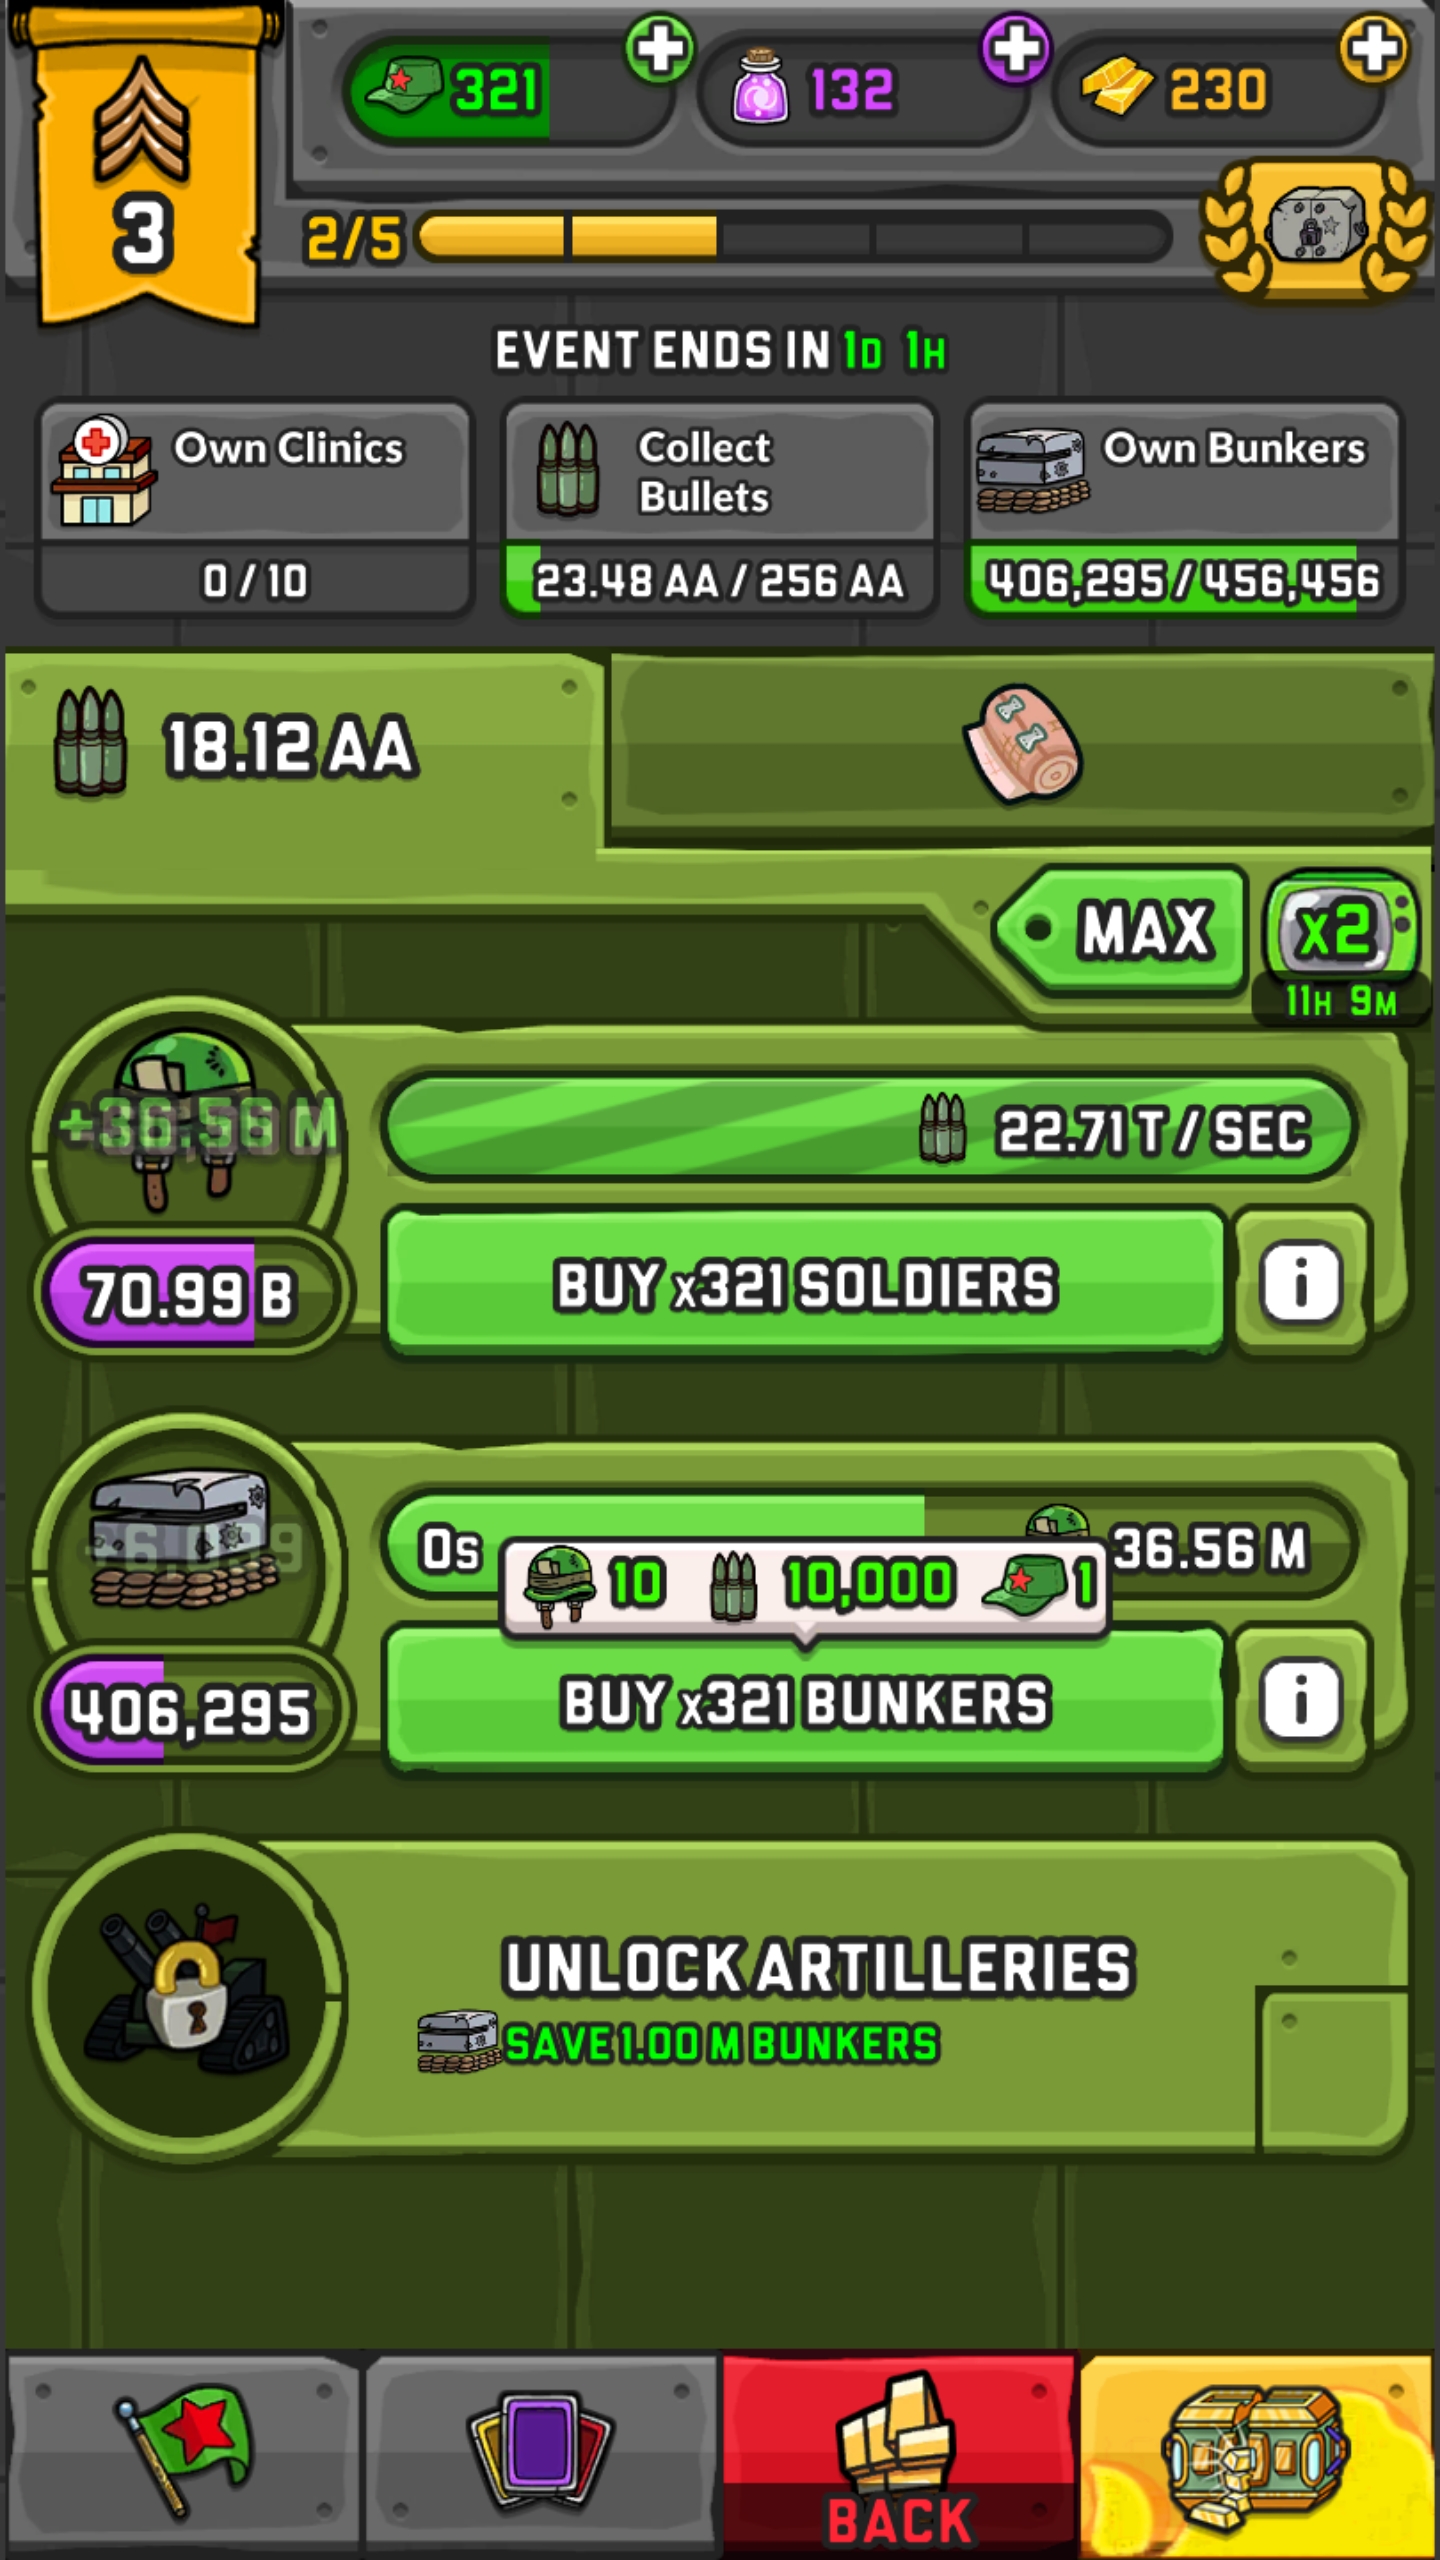 321
132
230
3
2/5
EVENT ENDS IN 1D 1H
Own Clinics
0 / 10
Collect
Bullets
23.48 AA / 256 AA
Own Bunkers
406,295 / 456,456
18.12 AA
MAX
x2
11H 9M
+36.56 M
22.71 T / SEC
70.99 B
BUY x321 SOLDIERS
i
0s
36.56 M
10
10,000
1
406,295
BUY x321 BUNKERS
i
UNLOCK ARTILLERIES
SAVE 1.00 M BUNKERS
BACK